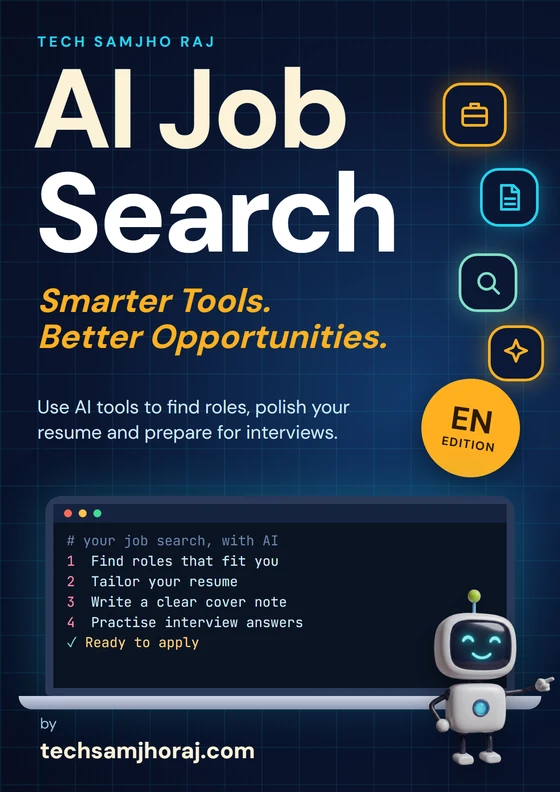 TECH SAMJHO RAJ
AI Job
Search
Smarter Tools.
Better Opportunities.
Use AI tools to find roles, polish your
resume and prepare for interviews.
EN
EDITION
# your job search, with AI
1 Find roles that fit you
2 Tailor your resume
3 Write a clear cover note
4 Practise interview answers
✓ Ready to apply
by
techsamjhoraj.com